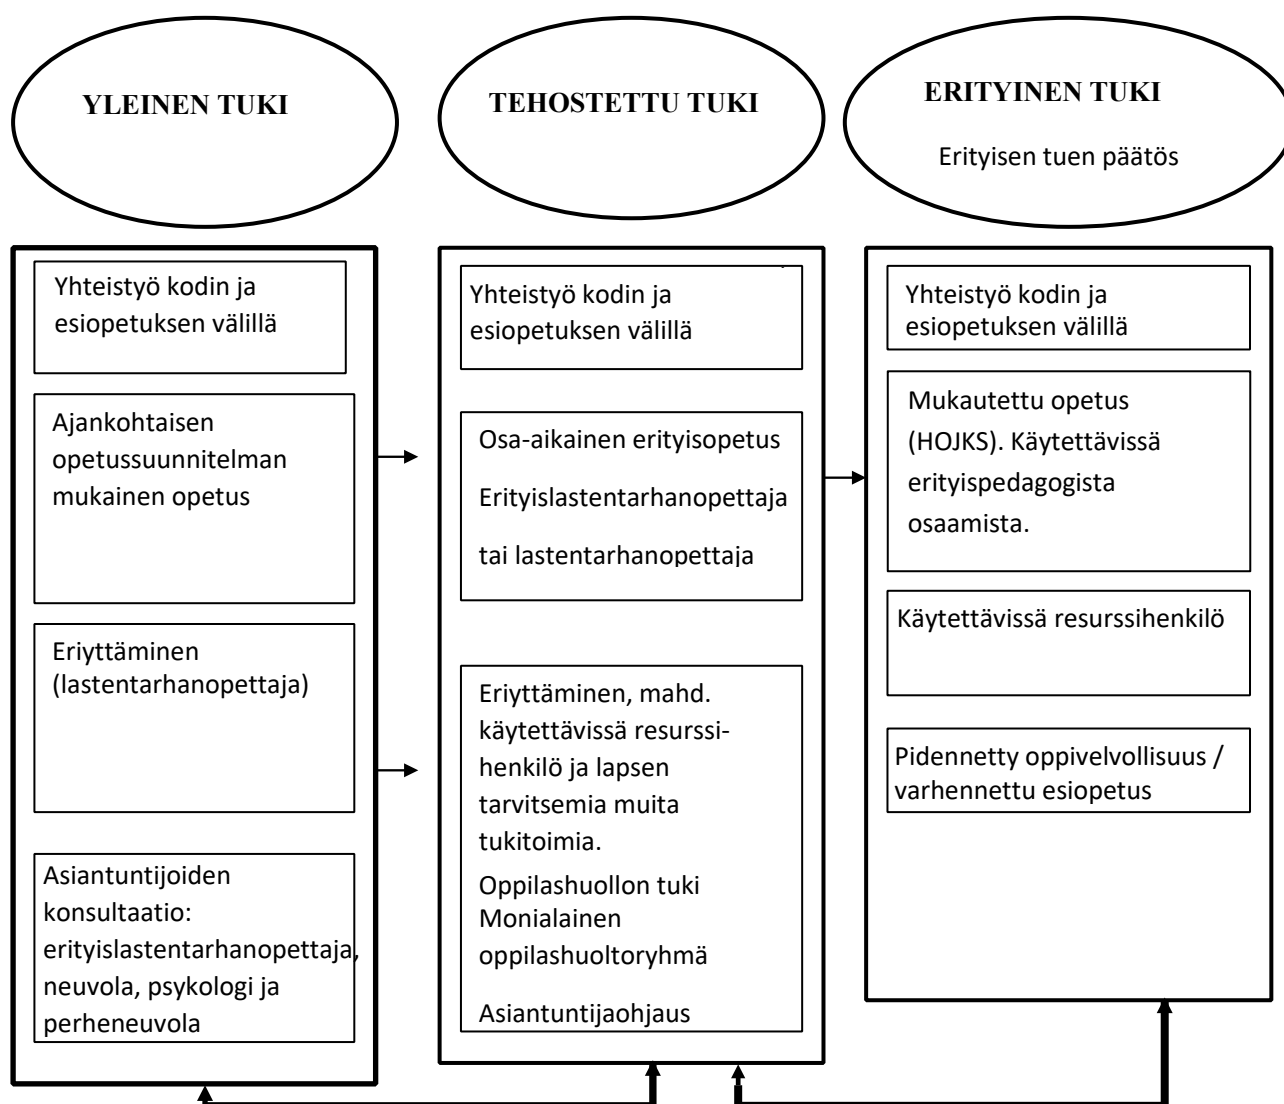 YLEINEN TUKI
TEHOSTETTU TUKI
ERITYINEN TUKI
Erityisen tuen päätös
Yhteistyö kodin ja
esiopetuksen välillä
Ajankohtaisen
opetussuunnitelman
mukainen opetus
Eriyttäminen
(lastentarhanopettaja)
Asiantuntijoiden
konsultaatio:
erityislastentarhanopettaja,
neuvola, psykologi ja
perheneuvola
Yhteistyö kodin ja
esiopetuksen välillä
Osa-aikainen erityisopetus
Erityislastentarhanopettaja
tai lastentarhanopettaja
Eriyttäminen, mahd.
käytettävissä resurssi-
henkilö ja lapsen
tarvitsemia muita
tukitoimia.
Oppilashuollon tuki
Monialainen
oppilashuoltoryhmä
Asiantuntijaohjaus
Yhteistyö kodin ja
esiopetuksen välillä
Mukautettu opetus
(HOJKS). Käytettävissä
erityispedagogista
osaamista.
Käytettävissä resurssihenkilö
Pidennetty oppivelvollisuus /
varhennettu esiopetus